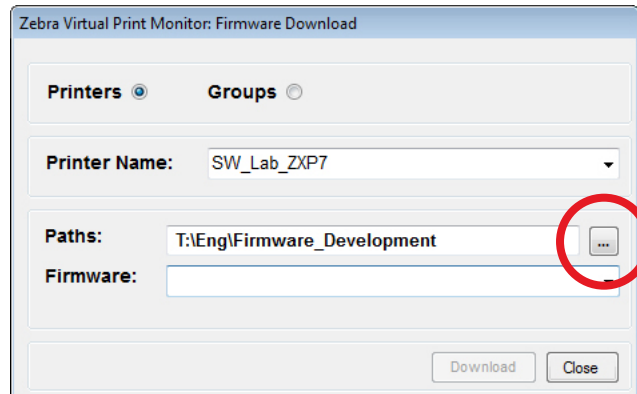 Zebra Virtual Print Monitor: Firmware Download
Printers Groups
Printer Name: SW_Lab_ZXP7
Paths: T:\Eng\Firmware_Development ...
Firmware:
Download Close